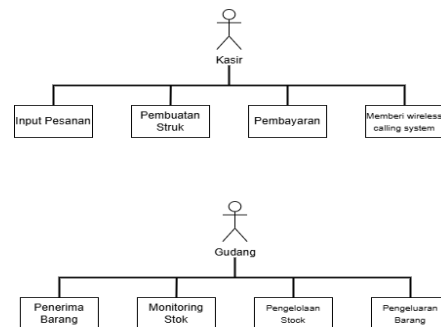 Kasir
Input Pesanan
Pembuatan
Struk
Pembayaran
Memberi wireless
calling system
Gudang
Penerima
Barang
Monitoring
Stok
Pengelolaan
Stock
Pengeluaran
Barang